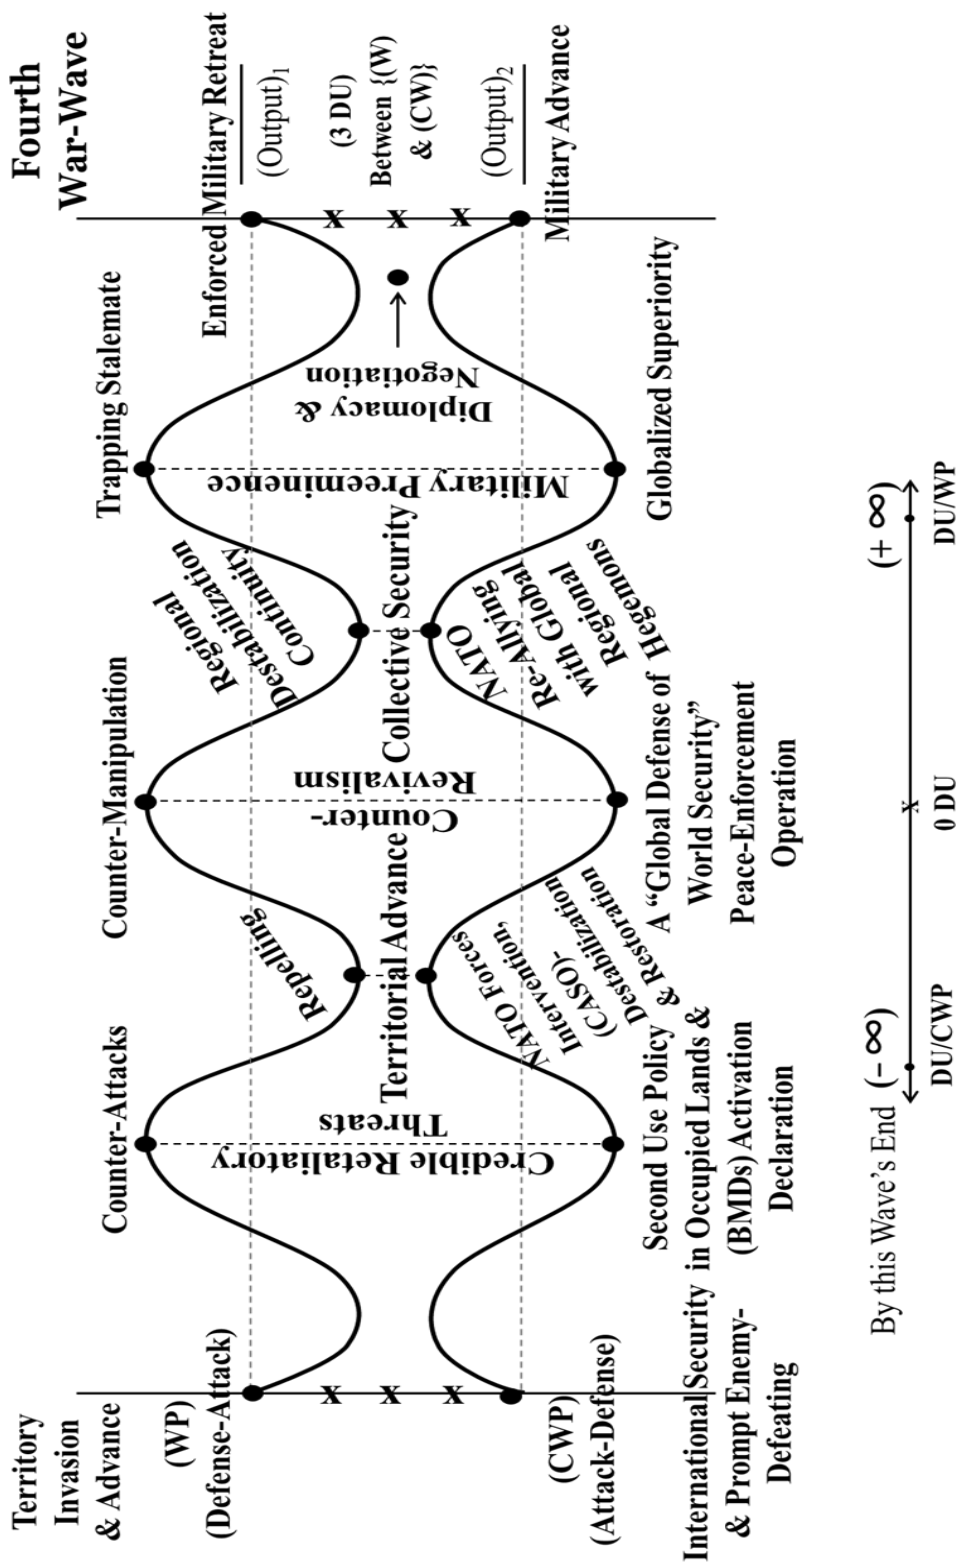 Fourth
War-Wave
Territory
Invasion
& Advance
(WP)
(Defense-Attack)
Counter-Attacks
Counter-Manipulation
Trapping Stalemate
Enforced Military Retreat
(Output)1
(3 DU)
Between {(W)
& (CW)}
(Output)2
Military Advance
Repelling
Regional
Destabilization
Continuity
x
x
x
Credible Retaliatory
Threats
Territorial Advance
Counter-
Revivalism
Collective Security
Military Preeminence
Diplomacy &
Negotiation
x
x
x
NATO Forces
Intervention,
(CASO)-
Destabilization
& Restoration
NATO
Re-Allying
with Global
Regional
Hegemons
(CWP)
(Attack-Defense)
International Security
& Prompt Enemy-
Defeating
Second Use Policy
in Occupied Lands &
(BMDs) Activation
Declaration
A “Global Defense of
World Security”
Peace-Enforcement
Operation
Globalized Superiority
By this Wave’s End
(- ∞)
(+ ∞)
x
DU/CWP
0 DU
DU/WP